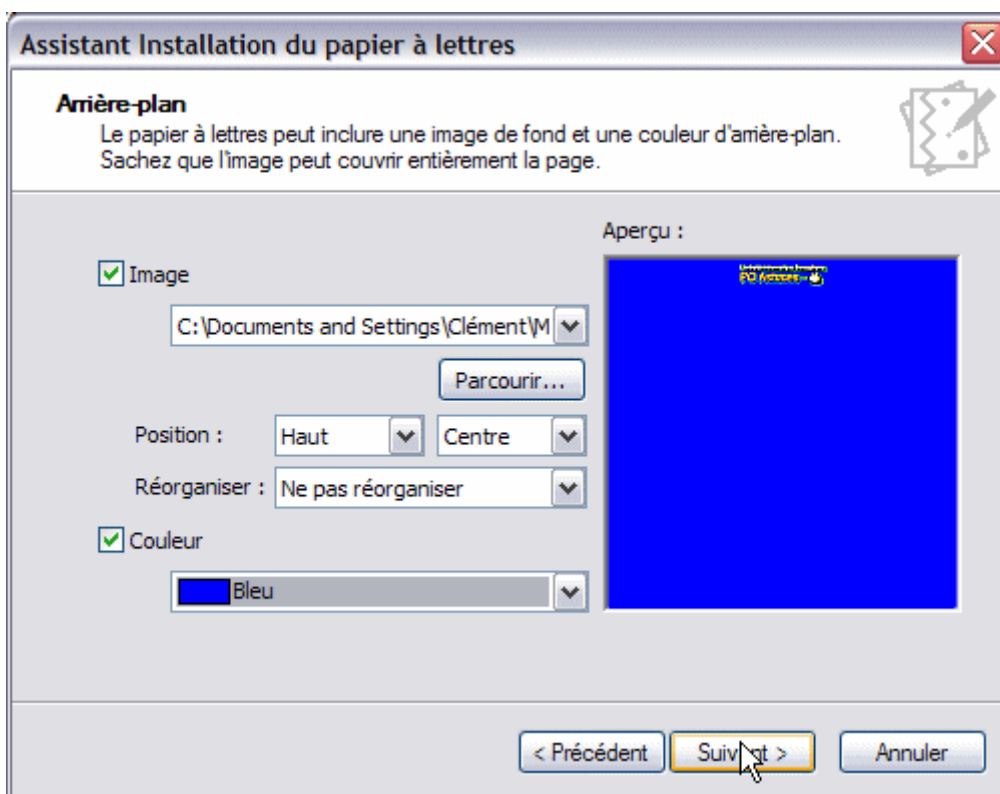 Assistant Installation du papier à lettres
Arrière-plan
Le papier à lettres peut inclure une image de fond et une couleur d'arrière-plan.
Sachez que l'image peut couvrir entièrement la page.
Aperçu :
Image
C:\Documents and Settings\Clément\M
Parcourir...
Position :
Haut
Centre
Réorganiser :
Ne pas réorganiser
Couleur
Bleu
< Précédent
Suivant >
Annuler